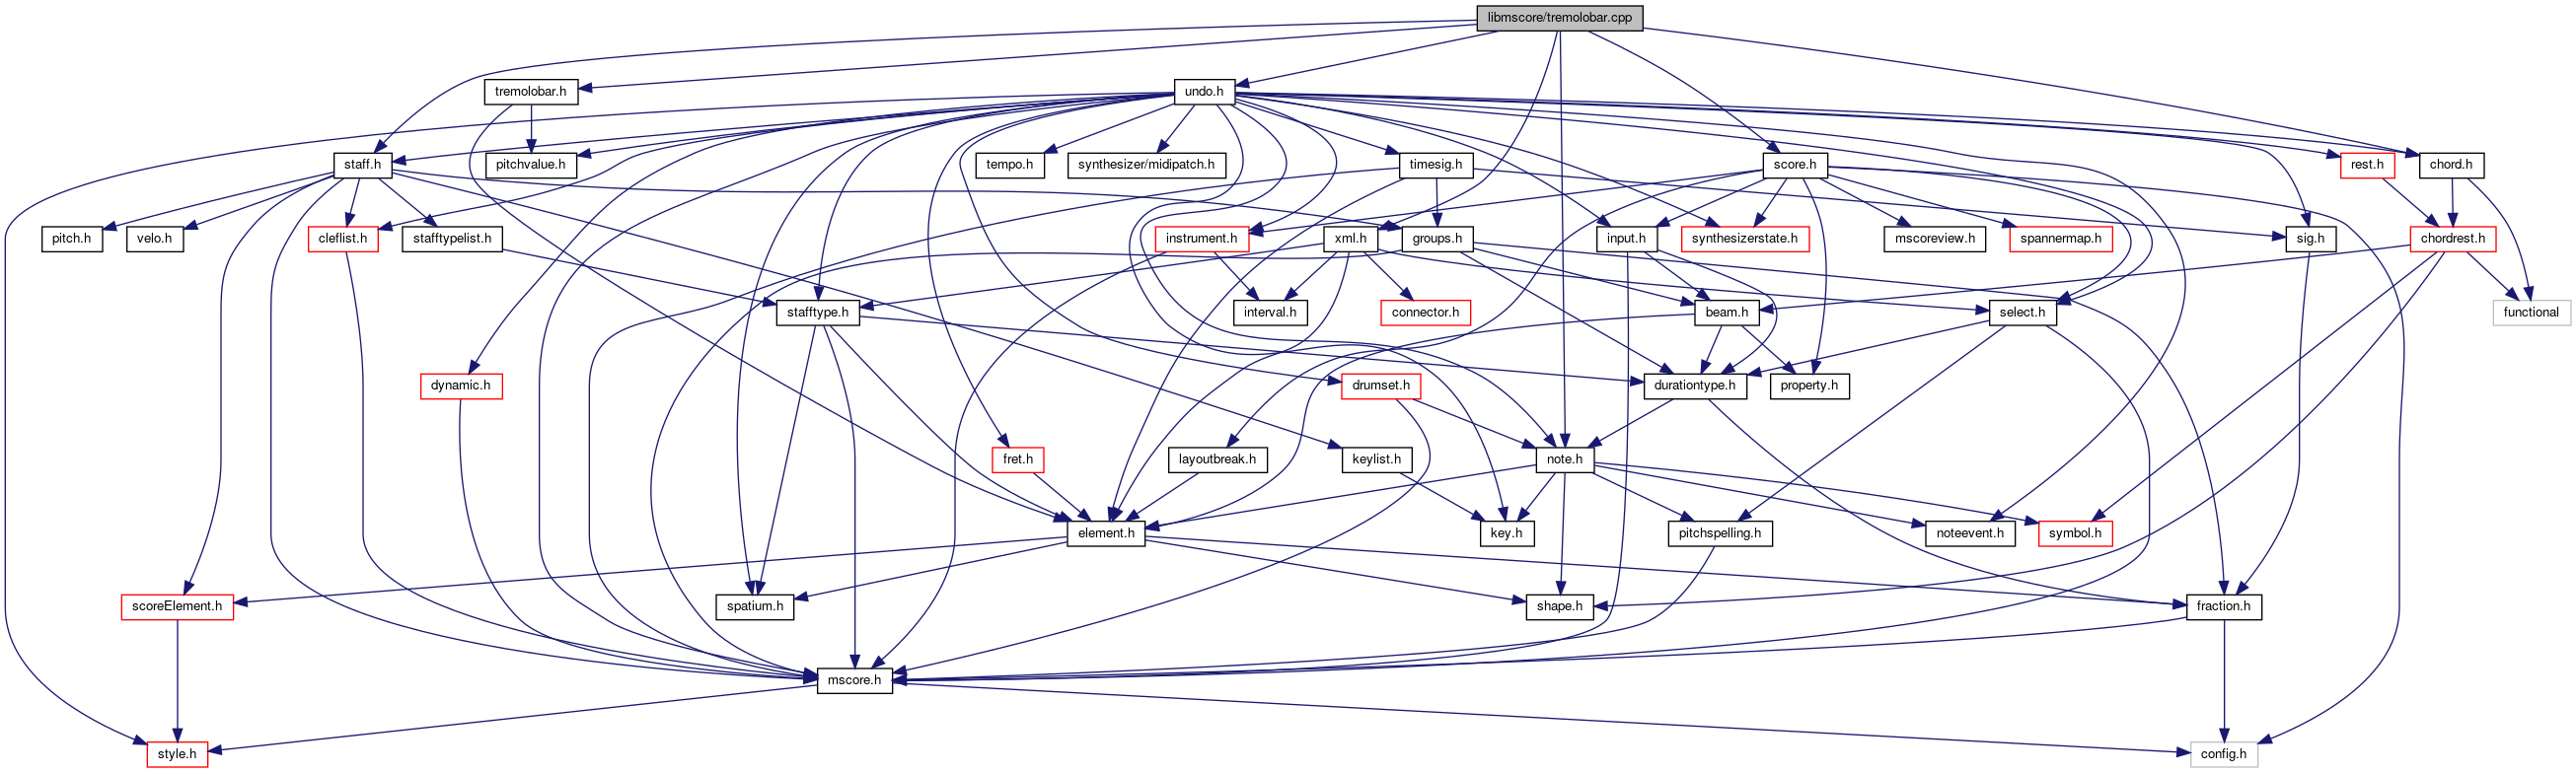 libmscore/tremolobar.cpp
tremolobar.h
undo.h
staff.h
pitchvalue.h
tempo.h
synthesizer/midipatch.h
timesig.h
score.h
rest.h
chord.h
pitch.h
velo.h
cleflist.h
stafftypelist.h
instrument.h
xml.h
groups.h
input.h
synthesizerstate.h
mscoreview.h
spannermap.h
sig.h
chordrest.h
stafftype.h
interval.h
connector.h
beam.h
select.h
functional
dynamic.h
drumset.h
durationtype.h
property.h
fret.h
layoutbreak.h
keylist.h
note.h
element.h
key.h
pitchspelling.h
noteevent.h
symbol.h
scoreElement.h
spatium.h
shape.h
fraction.h
mscore.h
style.h
config.h